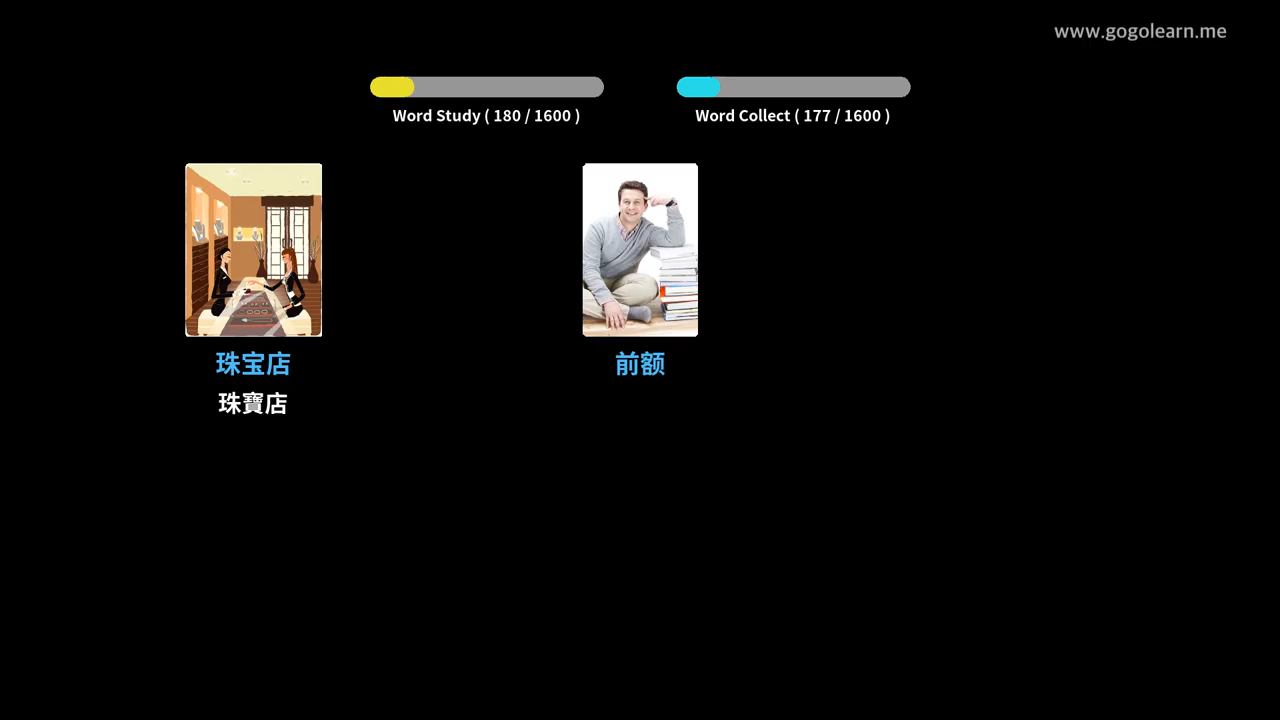 www.gogolearn.me
Word Study ( 180 / 1600 )
Word Collect ( 177 / 1600 )
珠宝店
前额
珠寶店